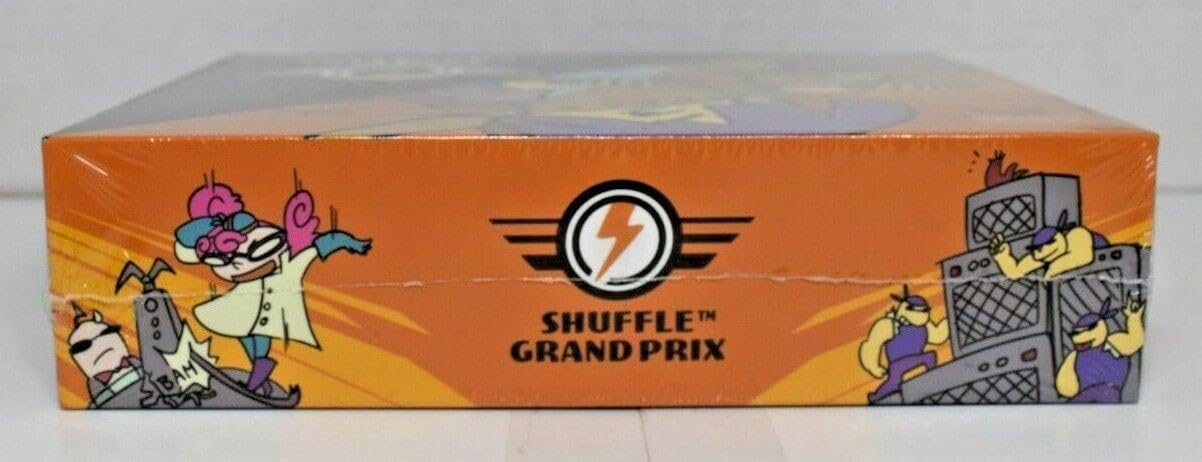 SHUFFLE™
GRAND PRIX
BAM!